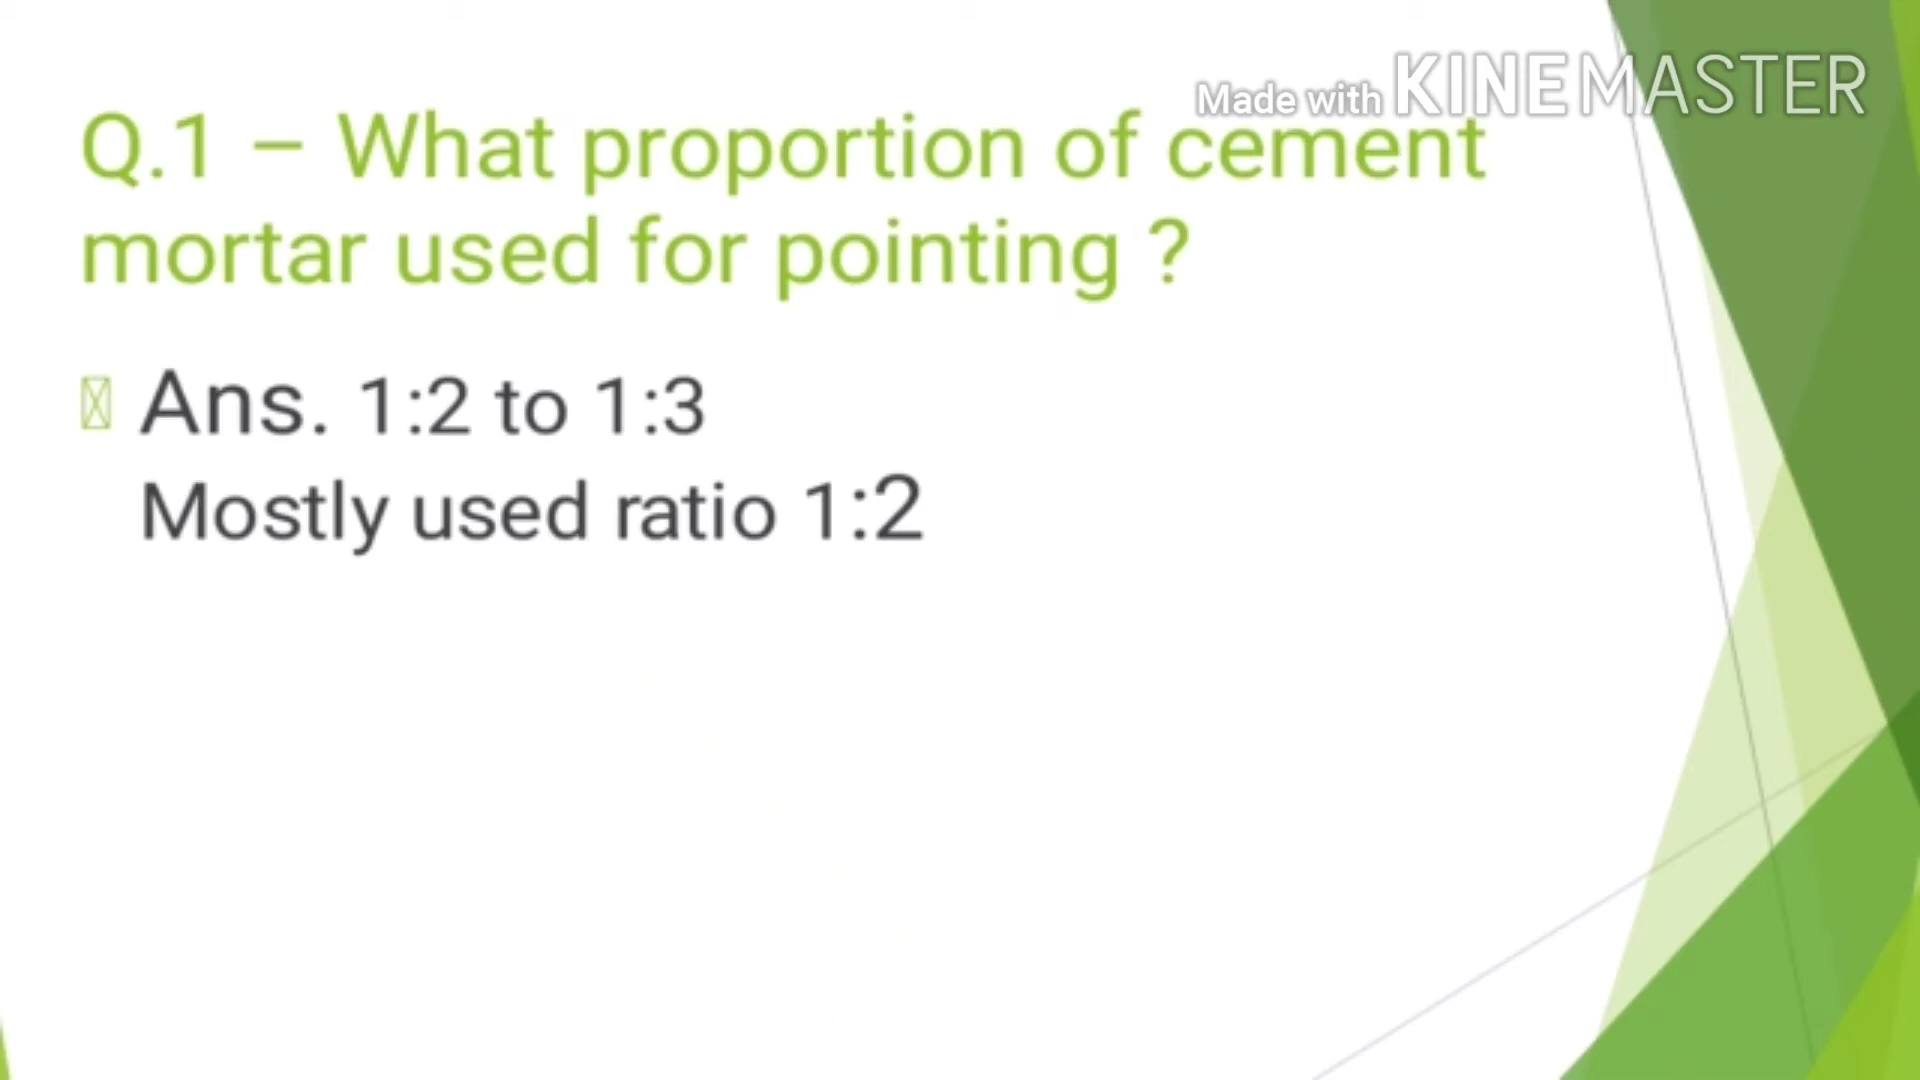 Made with KINEMASTER
Q.1 – What proportion of cement
mortar used for pointing ?
Ans. 1:2 to 1:3
Mostly used ratio 1:2